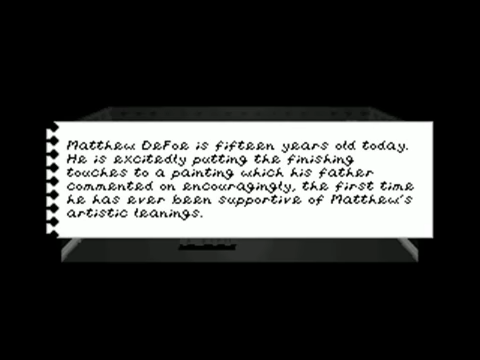 Matthew DeFoe is fifteen years old today.
He is excitedly putting the finishing
touches to a painting which his father
commented on encouragingly, the first time
he has ever been supportive of Matthew's
artistic leanings.